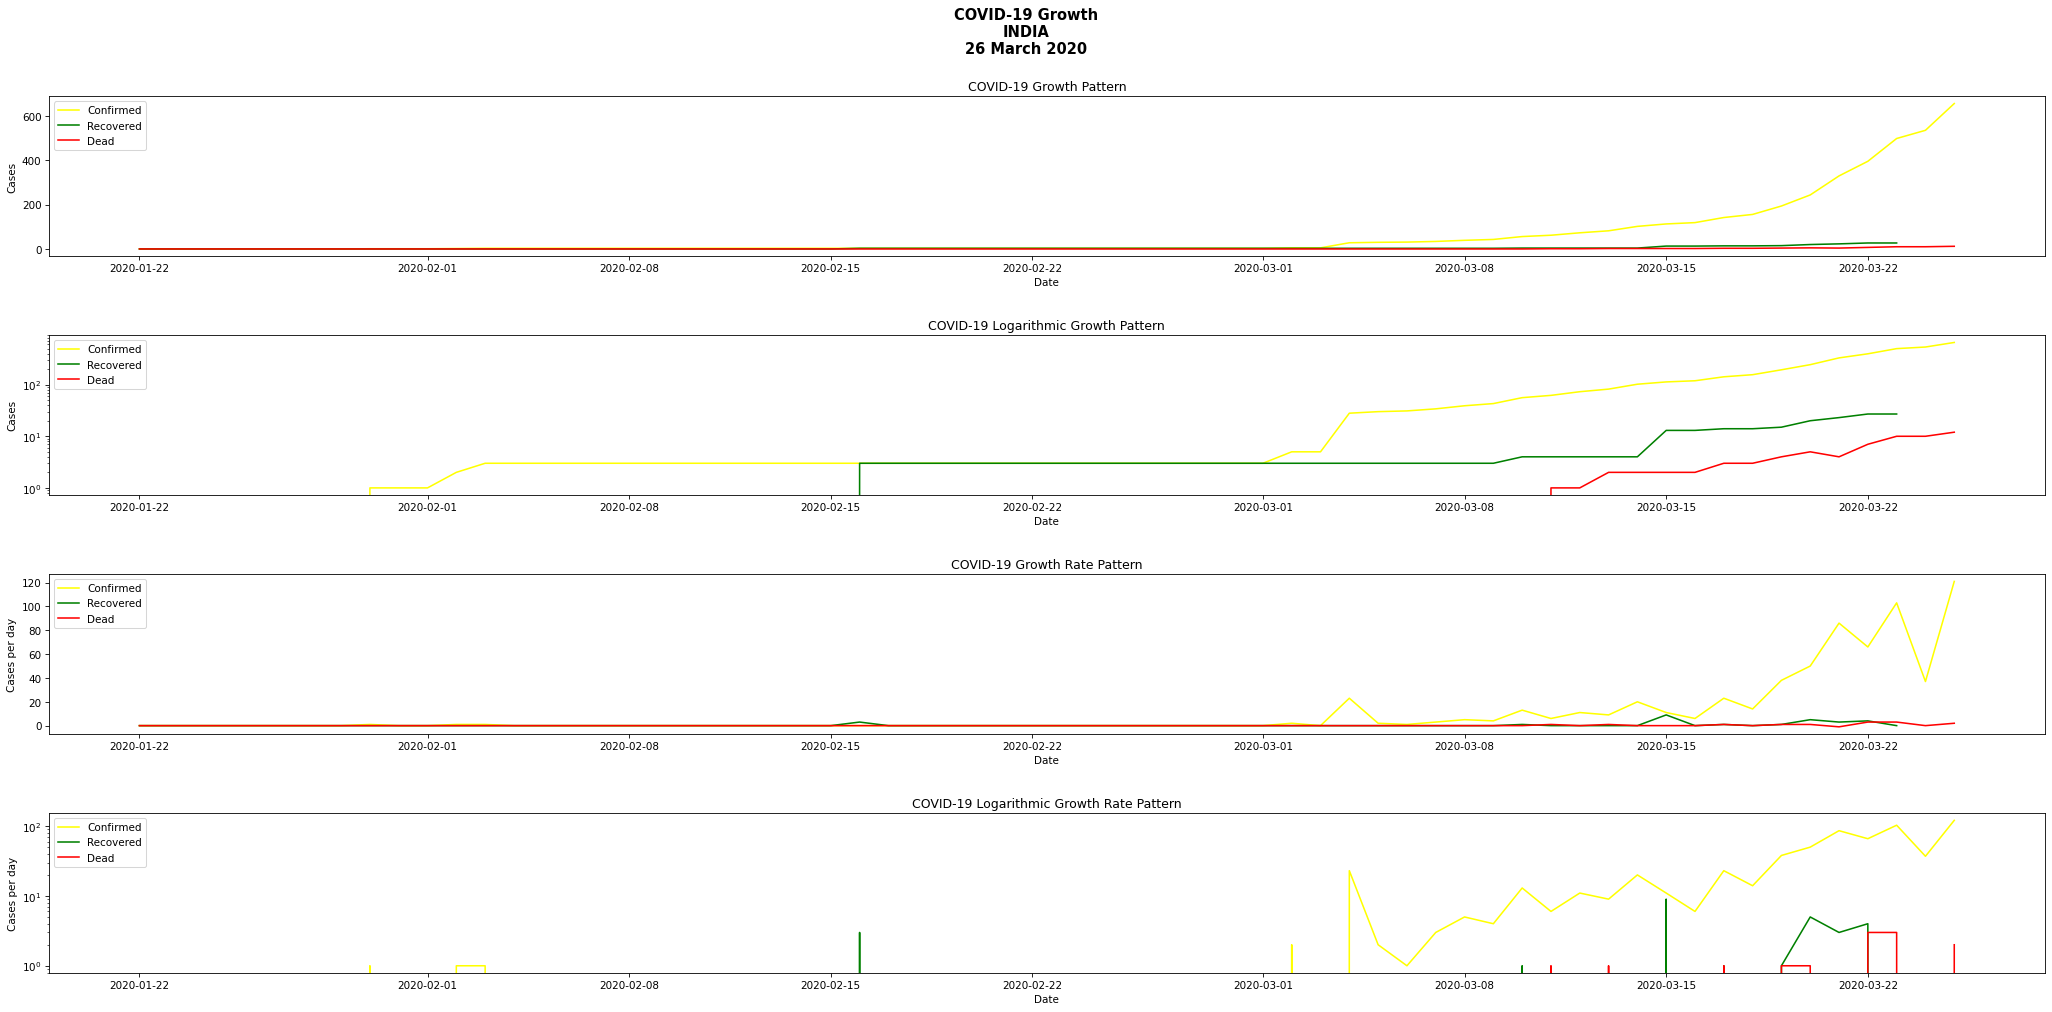 COVID-19 Growth
INDIA
26 March 2020
COVID-19 Growth Pattern
Confirmed
Recovered
Dead
Cases
600
400
200
0
2020-01-22 2020-02-01 2020-02-08 2020-02-15 2020-02-22 2020-03-01 2020-03-08 2020-03-15 2020-03-22
Date
COVID-19 Logarithmic Growth Pattern
Confirmed
Recovered
Dead
Cases
10²
10¹
10⁰
2020-01-22 2020-02-01 2020-02-08 2020-02-15 2020-02-22 2020-03-01 2020-03-08 2020-03-15 2020-03-22
Date
COVID-19 Growth Rate Pattern
Confirmed
Recovered
Dead
Cases per day
120
100
80
60
40
20
0
2020-01-22 2020-02-01 2020-02-08 2020-02-15 2020-02-22 2020-03-01 2020-03-08 2020-03-15 2020-03-22
Date
COVID-19 Logarithmic Growth Rate Pattern
Confirmed
Recovered
Dead
Cases per day
10²
10¹
10⁰
2020-01-22 2020-02-01 2020-02-08 2020-02-15 2020-02-22 2020-03-01 2020-03-08 2020-03-15 2020-03-22
Date